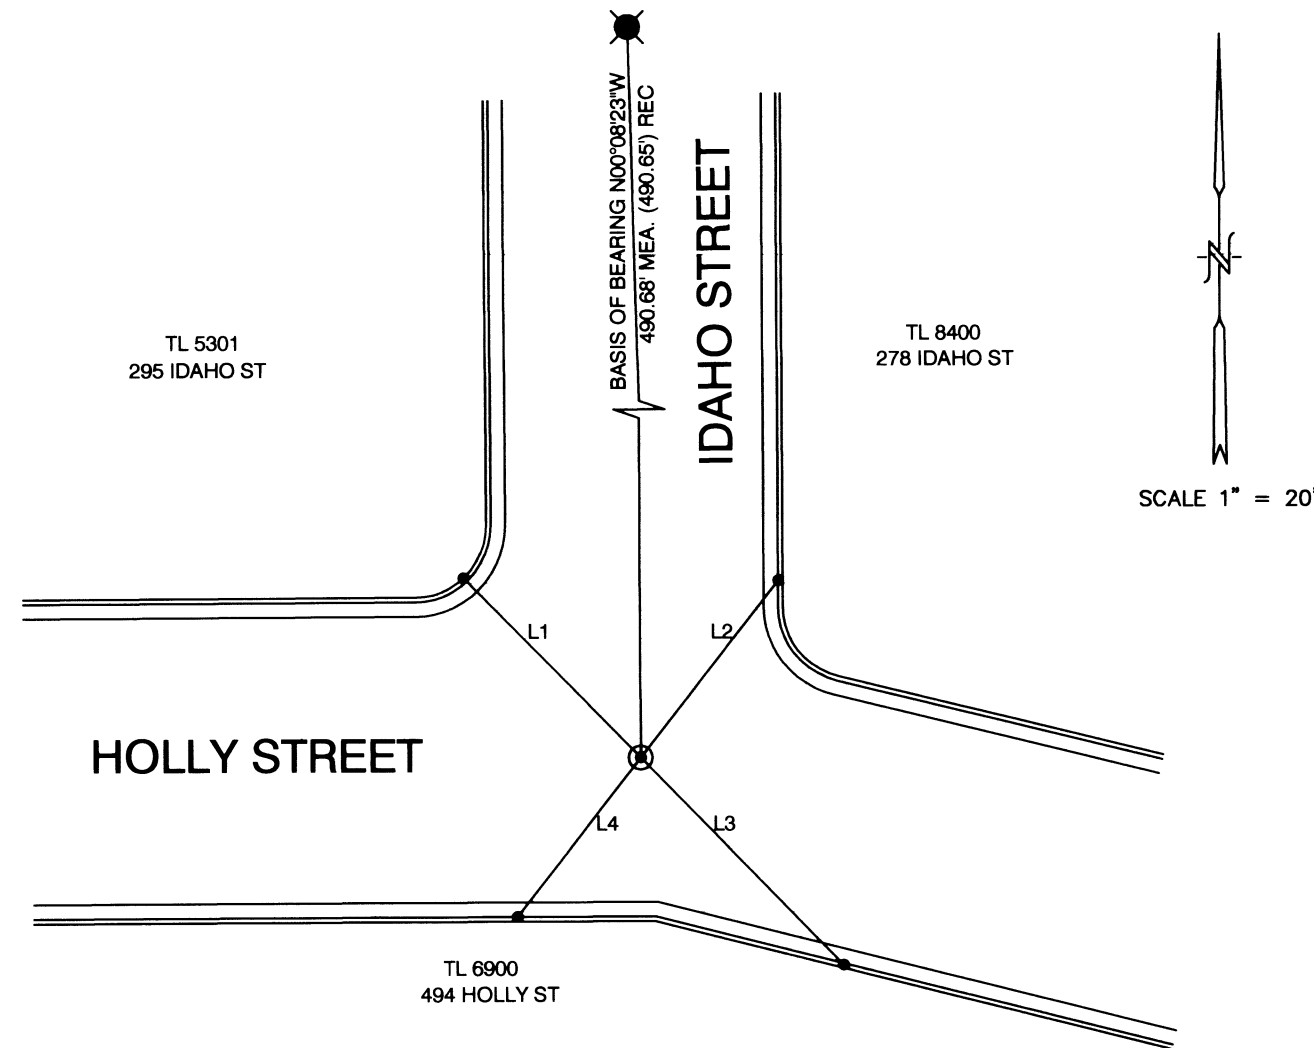 BASIS OF BEARING N00°08'23"W
490.68' MEA. (490.65') REC
IDAHO STREET
N
TL 5301
295 IDAHO ST
TL 8400
278 IDAHO ST
SCALE 1" = 20'
L1
L2
HOLLY STREET
L4
L3
TL 6900
494 HOLLY ST